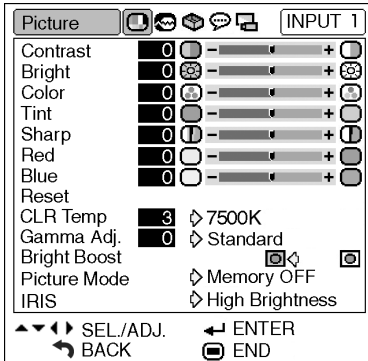 Picture INPUT 1
Contrast 0 - +
Bright 0 - +
Color 0 - +
Tint 0 - +
Sharp 0 - +
Red 0 - +
Blue 0 - +
Reset
CLR Temp 3 7500K
Gamma Adj. 0 Standard
Bright Boost
Picture Mode Memory OFF
IRIS High Brightness
SEL./ADJ. ENTER
BACK END